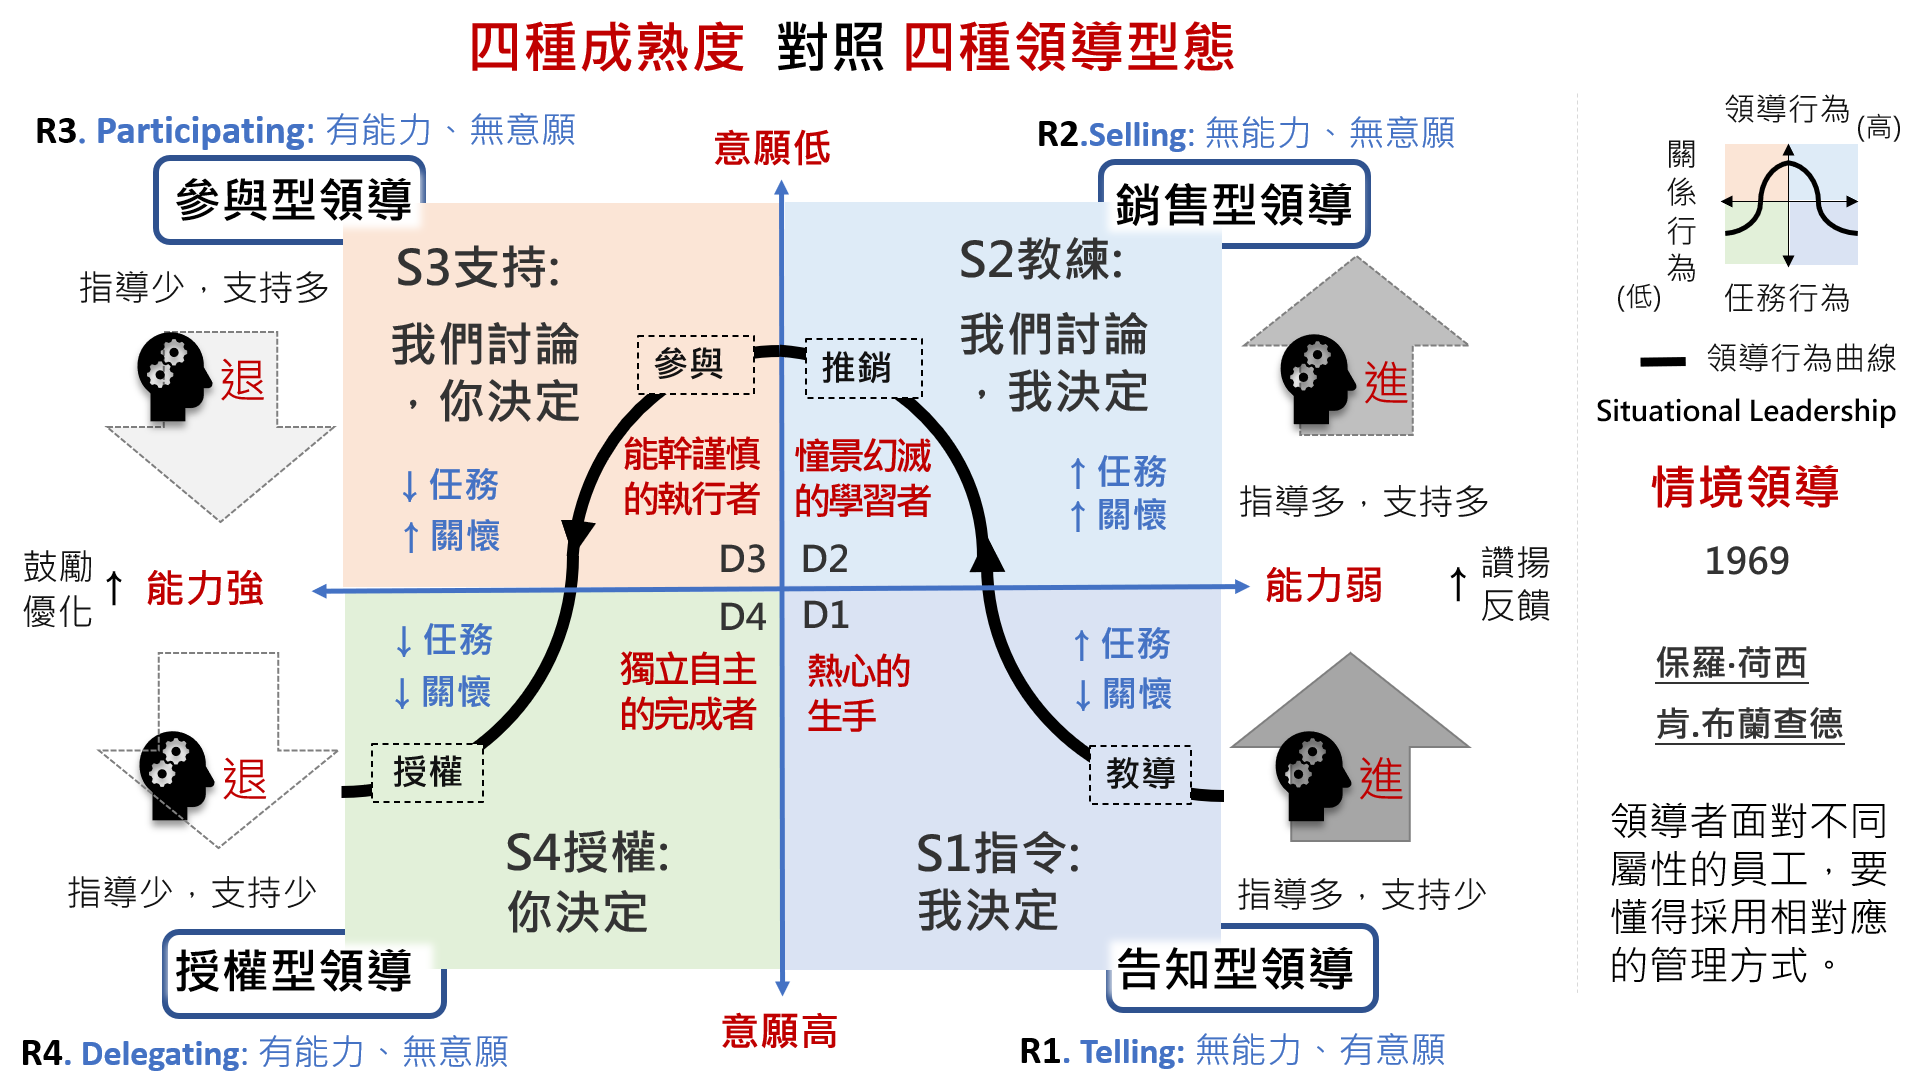 四種成熟度 對照 四種領導型態
R3. Participating: 有能力、無意願
參與型領導
指導少，支持多
退
意願低
R2.Selling: 無能力、無意願
銷售型領導
S3支持:
我們討論
，你決定
↓任務
↑關懷
參與
能幹謹慎
的執行者
D3
S2教練:
我們討論
，我決定
推銷
憧景幻滅
的學習者
↑任務
↑關懷
D2
進
指導多，支持多
鼓勵
優化
↑
能力強
能力弱
↑
讚揚
反饋
↓任務
↓關懷
D4
獨立自主
的完成者
授權
S4授權:
你決定
D1
熱心的
生手
↑任務
↓關懷
教導
S1指令:
我決定
退
指導少，支持少
授權型領導
R4. Delegating: 有能力、無意願
意願高
進
指導多，支持少
告知型領導
R1. Telling: 無能力、有意願
領導行為
(高)
關係行為
(低)
任務行為
領導行為曲線
Situational Leadership
情境領導
1969
保羅·荷西
肯.布蘭查德
領導者面對不同
屬性的員工，要
懂得採用相對應
的管理方式。